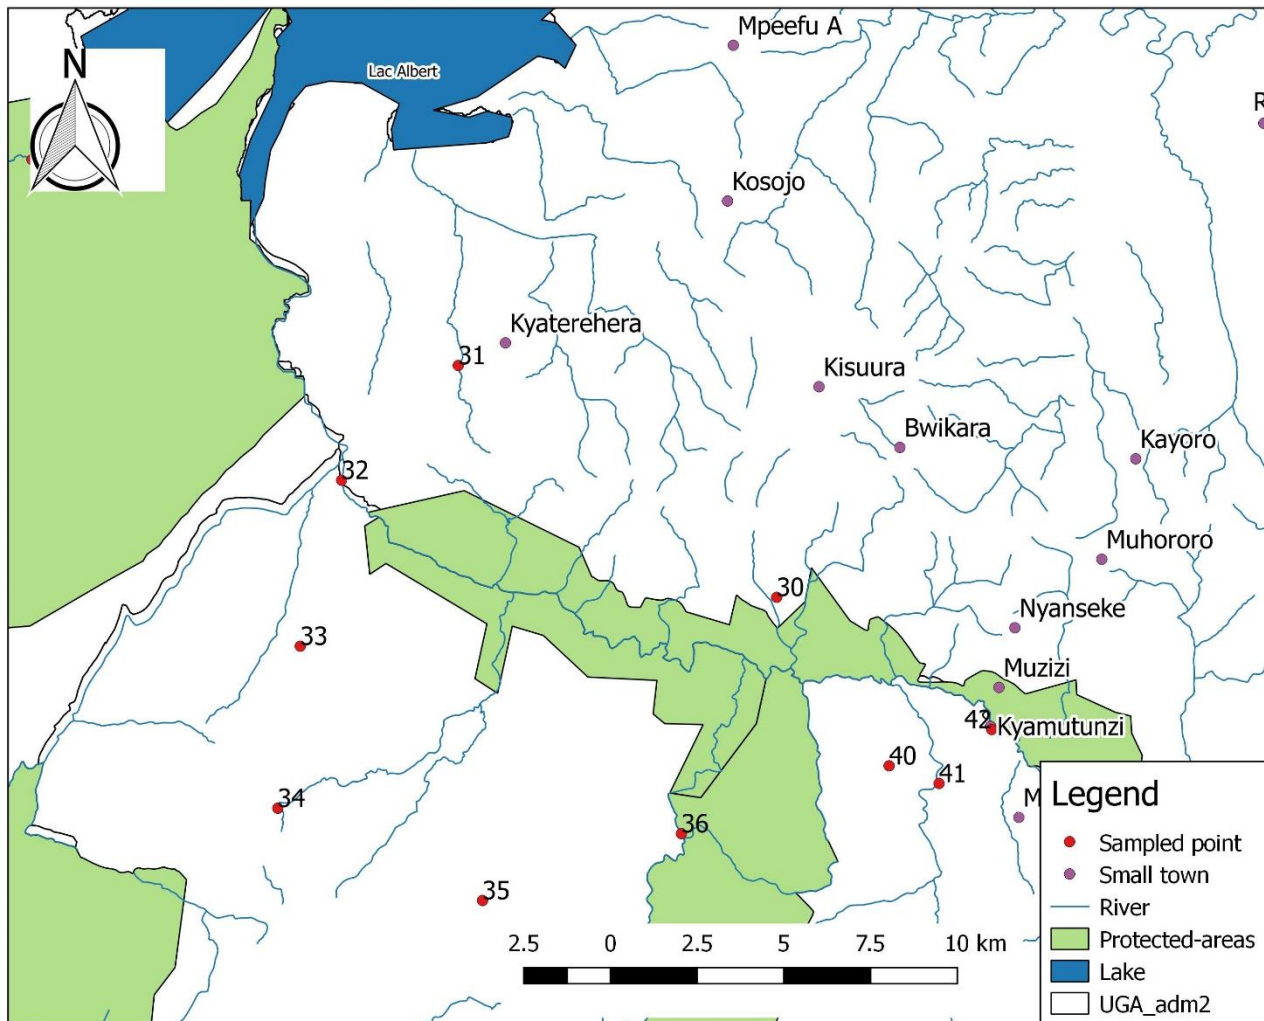 Mpeefu A
N
Lac Albert
R
Kosojo
Kyaterehera
31
Kisuura
Bwikara
Kayoro
32
Muhororo
30
Nyanseke
33
Muzizi
42
Kyamutunzi
40
41
34
M
36
35
Legend
Sampled point
Small town
River
Protected-areas
Lake
UGA_adm2
2.5 0 2.5 5 7.5 10 km